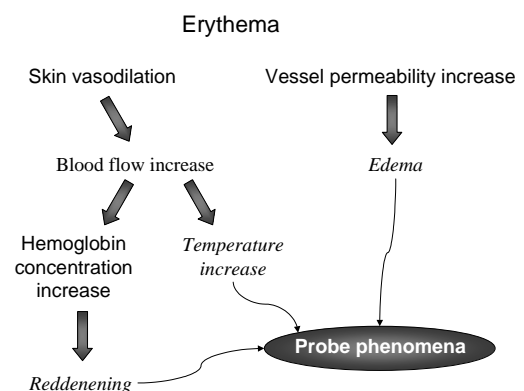 Erythema
Skin vasodilation
Vessel permeability increase
Blood flow increase
Edema
Hemoglobin
concentration
increase
Temperature
increase
Probe phenomena
Reddenening